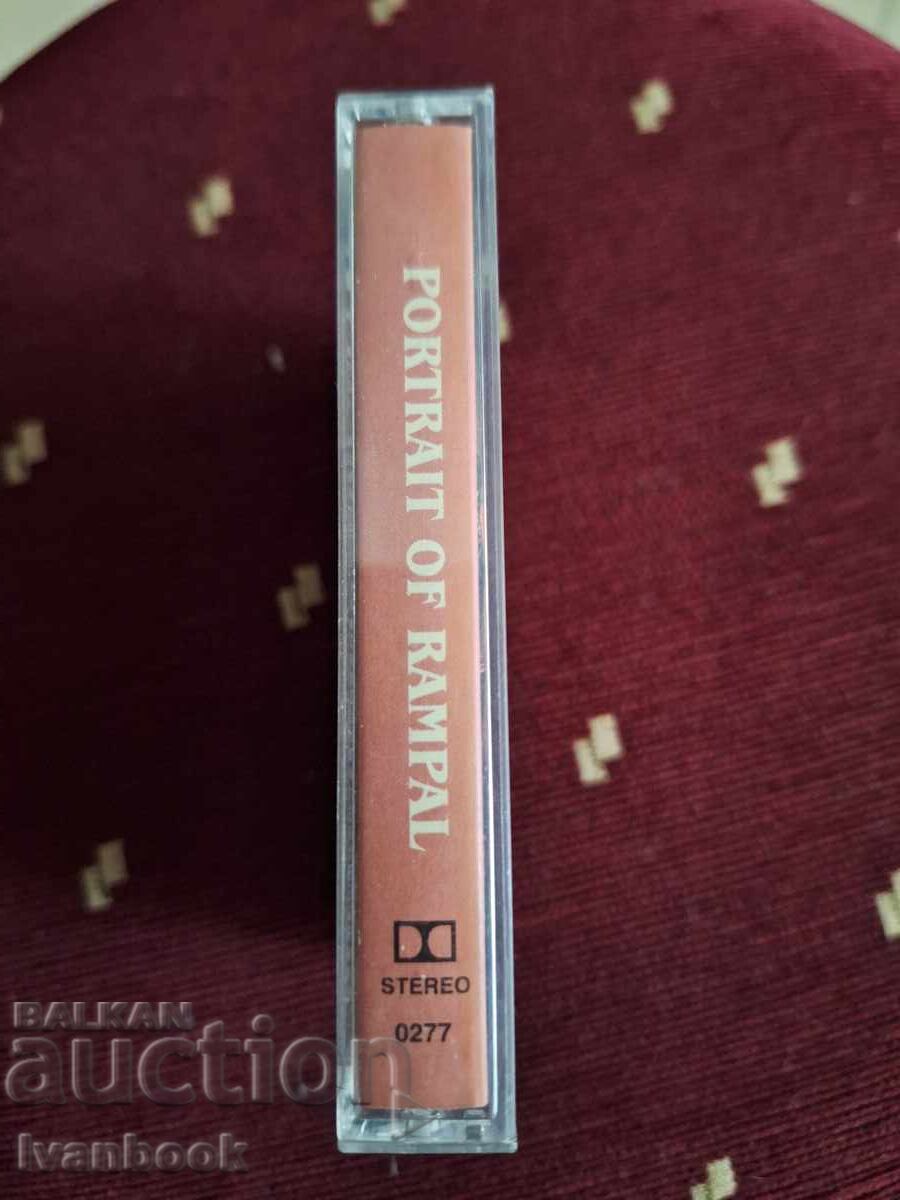 PORTRAIT OF RAMPAL
STEREO
0277
BALKAN
auction
Ivanbook